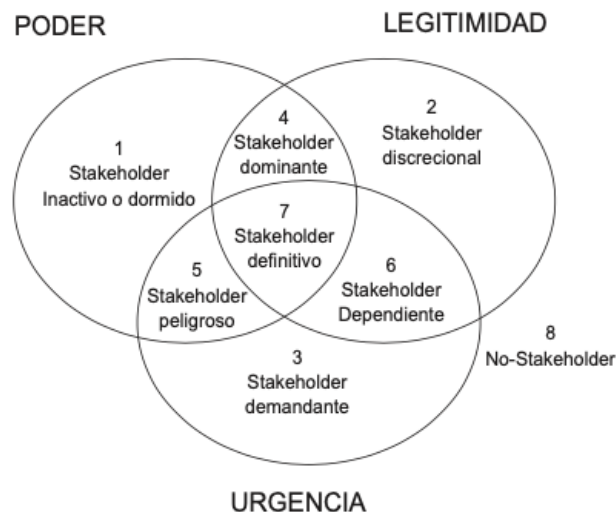 PODER
LEGITIMIDAD
1
Stakeholder
Inactivo o dormido
4
Stakeholder
dominante
2
Stakeholder
discrecional
7
Stakeholder
definitivo
5
Stakeholder
peligroso
6
Stakeholder
Dependiente
3
Stakeholder
demandante
8
No-Stakeholder
URGENCIA